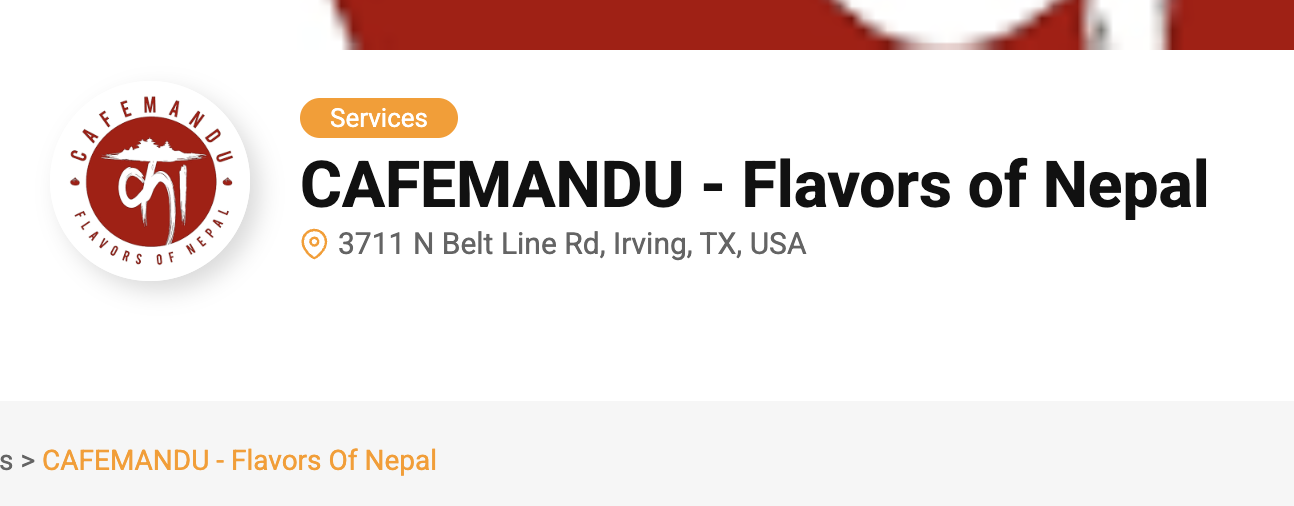 CAFEMANDU
का
FLAVORS OF NEPAL
Services
CAFEMANDU - Flavors of Nepal
3711 N Belt Line Rd, Irving, TX, USA
s > CAFEMANDU - Flavors Of Nepal